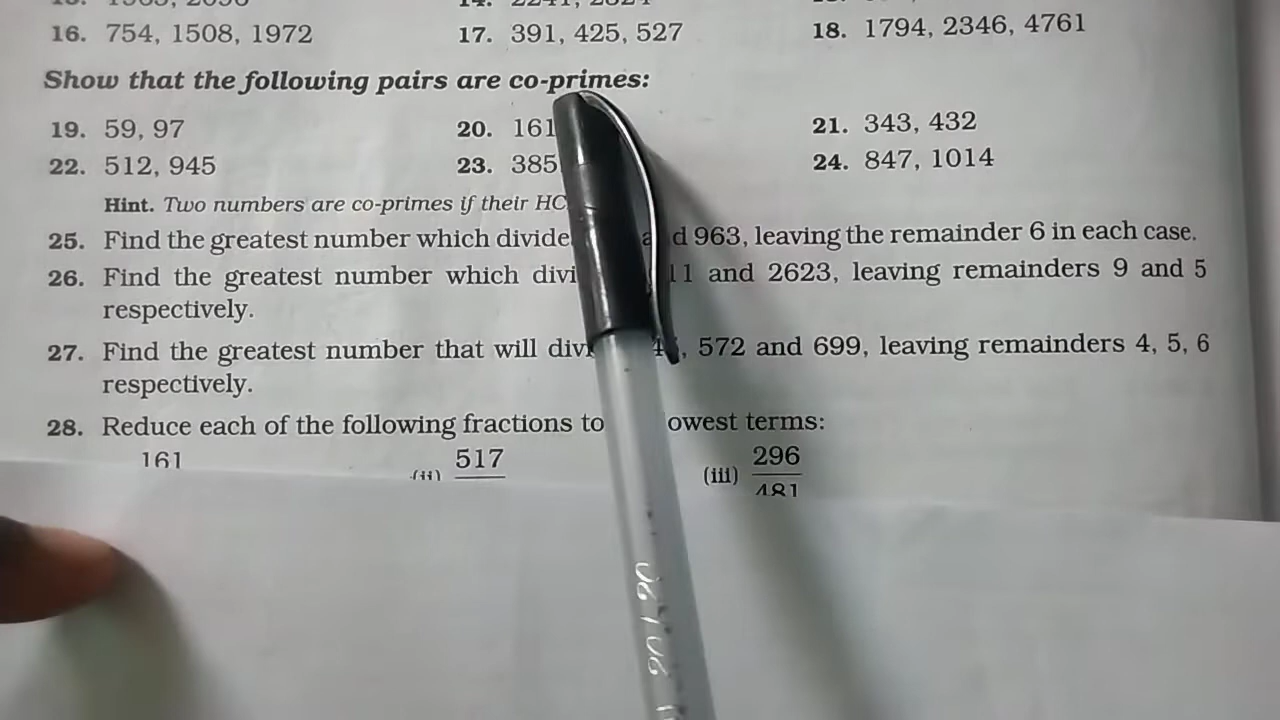 16. 754, 1508, 1972 17. 391, 425, 527 18. 1794, 2346, 4761
Show that the following pairs are co-primes:
19. 59, 97 20. 161 21. 343, 432
22. 512, 945 23. 385 24. 847, 1014
Hint. Two numbers are co-primes if their HC
25. Find the greatest number which divide d 963, leaving the remainder 6 in each case.
26. Find the greatest number which divi 11 and 2623, leaving remainders 9 and 5
respectively.
27. Find the greatest number that will div , 572 and 699, leaving remainders 4, 5, 6
respectively.
28. Reduce each of the following fractions to owest terms:
161 (ii) 517 (iii) 296
481